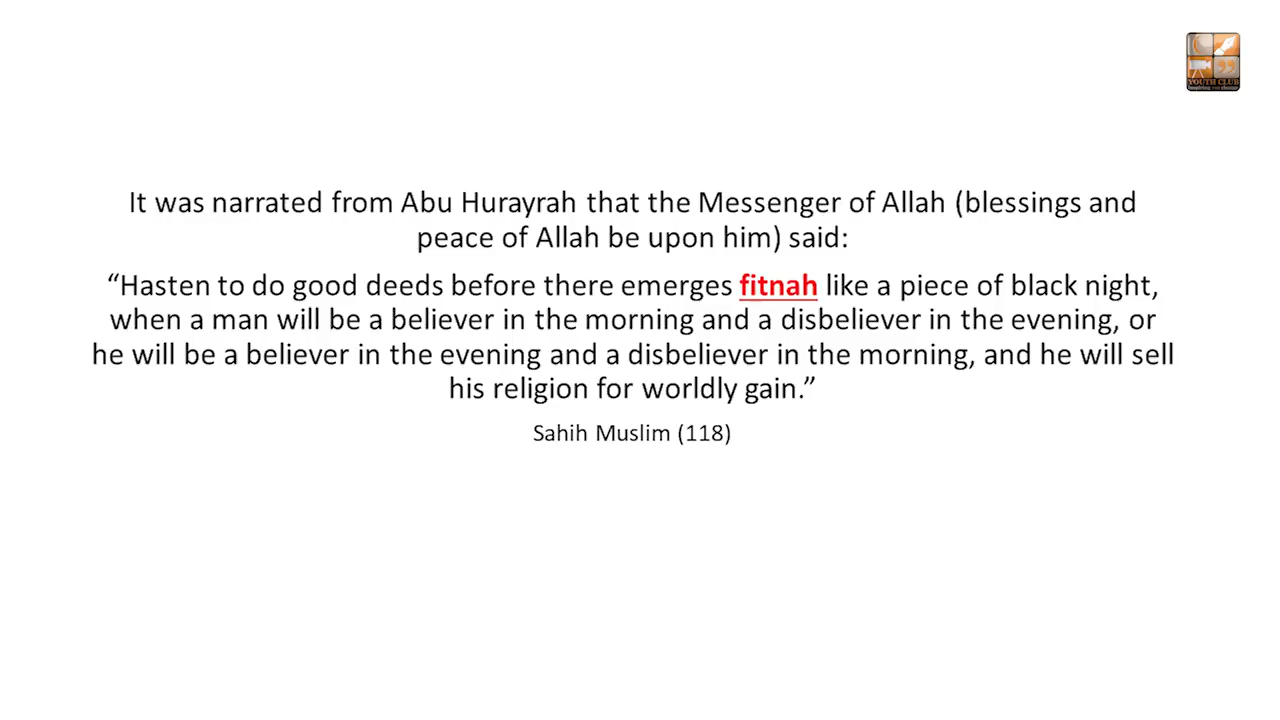 YOUTH CLUB
It was narrated from Abu Hurayrah that the Messenger of Allah (blessings and
peace of Allah be upon him) said:
“Hasten to do good deeds before there emerges fitnah like a piece of black night,
when a man will be a believer in the morning and a disbeliever in the evening, or
he will be a believer in the evening and a disbeliever in the morning, and he will sell
his religion for worldly gain.”
Sahih Muslim (118)